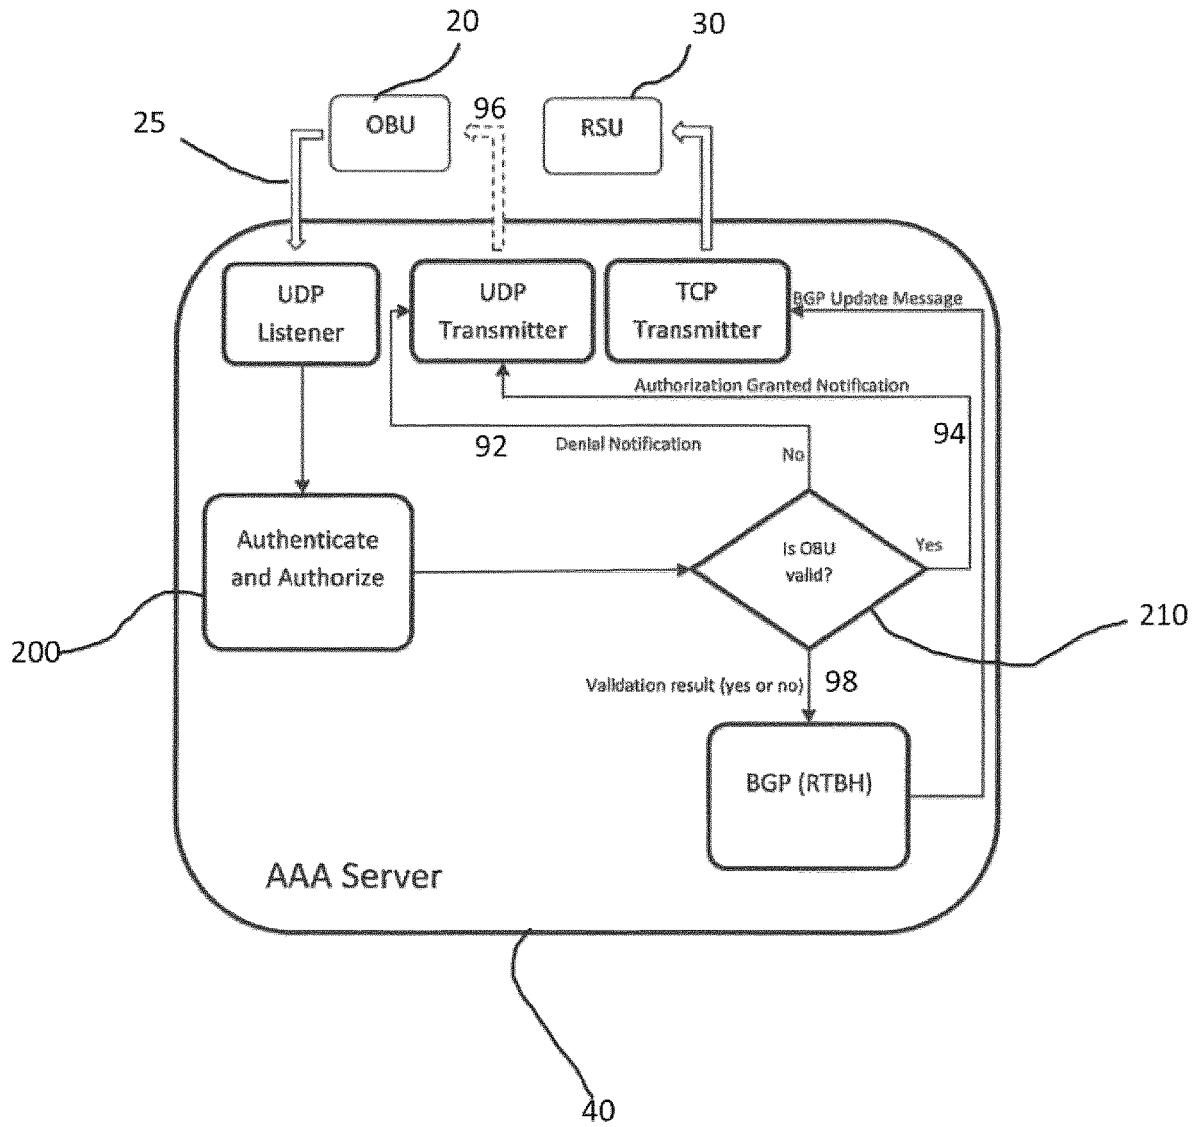 20
30
25
OBU
96
RSU
UDP
Listener
UDP
Transmitter
TCP
Transmitter
BGP Update Message
Authorization Granted Notification
92
Denial Notification
94
No
Authenticate
and Authorize
Is OBU
valid?
Yes
200
210
Validation result (yes or no)
98
BGP (RTBH)
AAA Server
40